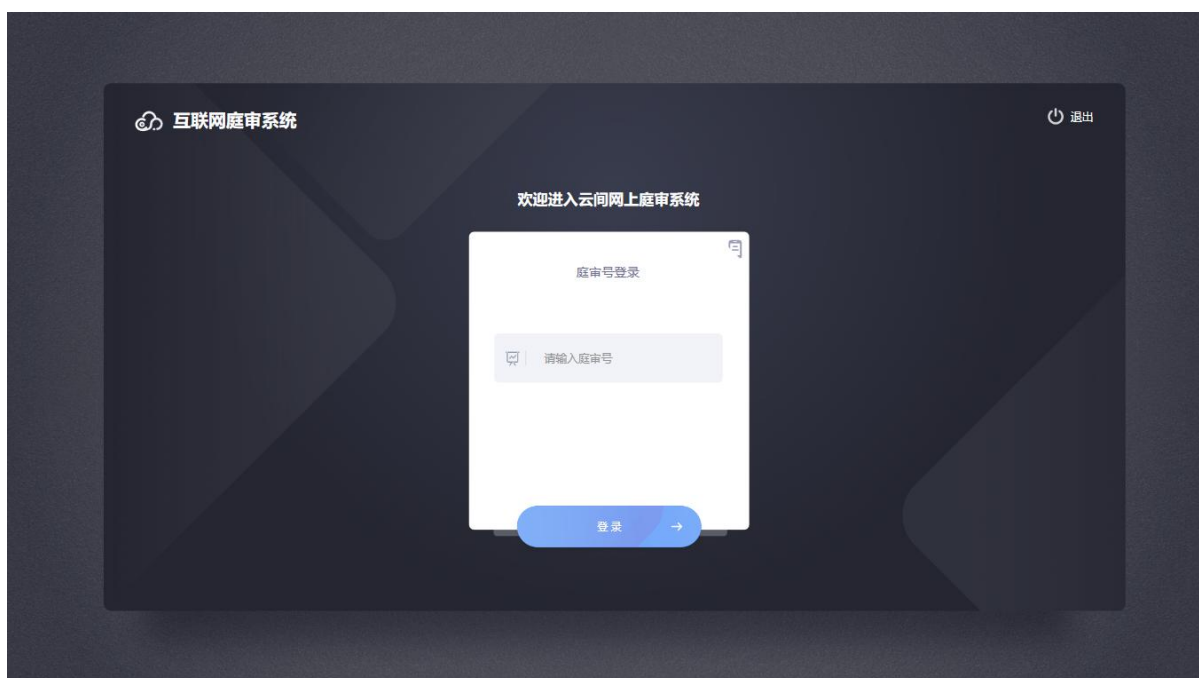 互联网庭审系统
退出
欢迎进入云间网上庭审系统
庭审号登录
请输入庭审号
登录